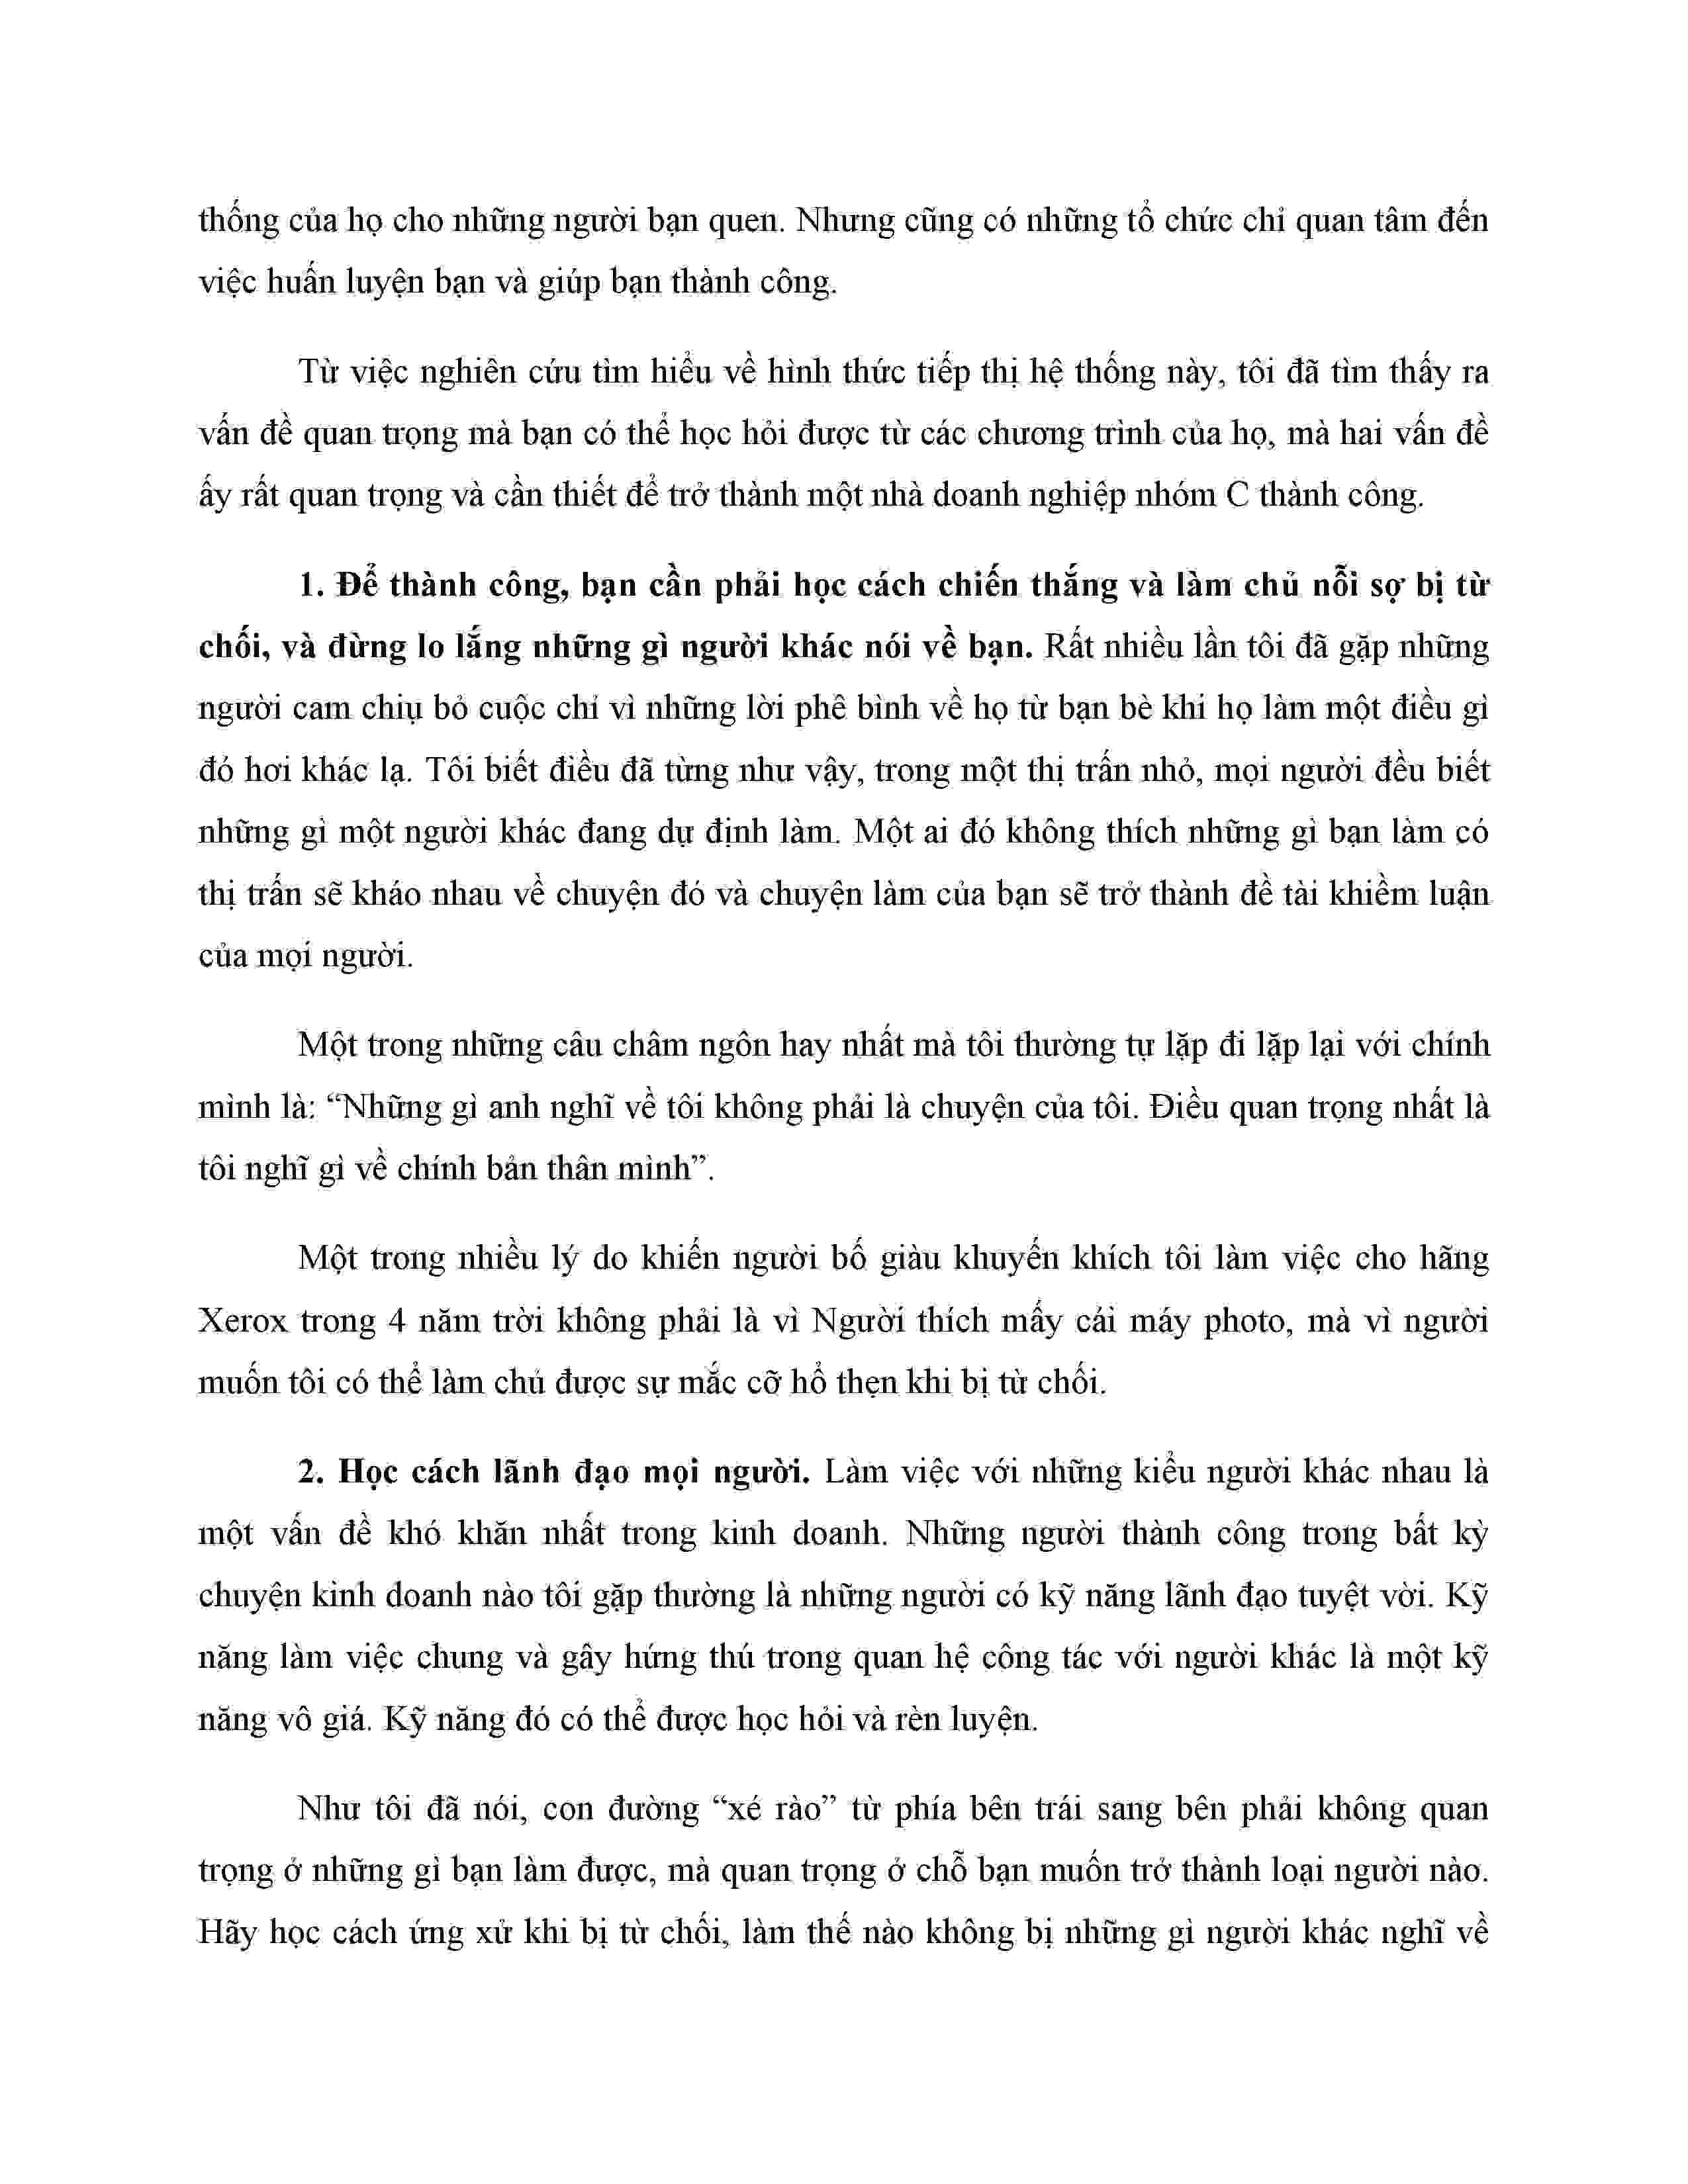 thống của họ cho những người bạn quen. Nhưng cũng có những tổ chức chỉ quan tâm đến
việc huấn luyện bạn và giúp bạn thành công.
Từ việc nghiên cứu tìm hiểu về hình thức tiếp thị hệ thống này, tôi đã tìm thấy ra
vấn đề quan trọng mà bạn có thể học hỏi được từ các chương trình của họ, mà hai vấn đề
ấy rất quan trọng và cần thiết để trở thành một nhà doanh nghiệp nhóm C thành công.
1. Để thành công, bạn cần phải học cách chiến thắng và làm chủ nỗi sợ bị từ
chối, và đừng lo lắng những gì người khác nói về bạn. Rất nhiều lần tôi đã gặp những
người cam chịu bỏ cuộc chỉ vì những lời phê bình về họ từ bạn bè khi họ làm một điều gì
đó hơi khác lạ. Tôi biết điều đã từng như vậy, trong một thị trấn nhỏ, mọi người đều biết
những gì một người khác đang dự định làm. Một ai đó không thích những gì bạn làm có
thị trấn sẽ kháo nhau về chuyện đó và chuyện làm của bạn sẽ trở thành đề tài khiềm luận
của mọi người.
Một trong những câu châm ngôn hay nhất mà tôi thường tự lặp đi lặp lại với chính
mình là: “Những gì anh nghĩ về tôi không phải là chuyện của tôi. Điều quan trọng nhất là
tôi nghĩ gì về chính bản thân mình”.
Một trong nhiều lý do khiến người bố giàu khuyến khích tôi làm việc cho hãng
Xerox trong 4 năm trời không phải là vì Người thích mấy cái máy photo, mà vì người
muốn tôi có thể làm chủ được sự mắc cỡ hổ thẹn khi bị từ chối.
2. Học cách lãnh đạo mọi người. Làm việc với những kiểu người khác nhau là
một vấn đề khó khăn nhất trong kinh doanh. Những người thành công trong bất kỳ
chuyện kinh doanh nào tôi gặp thường là những người có kỹ năng lãnh đạo tuyệt vời. Kỹ
năng làm việc chung và gây hứng thú trong quan hệ công tác với người khác là một kỹ
năng vô giá. Kỹ năng đó có thể được học hỏi và rèn luyện.
Như tôi đã nói, con đường “xé rào” từ phía bên trái sang bên phải không quan
trọng ở những gì bạn làm được, mà quan trọng ở chỗ bạn muốn trở thành loại người nào.
Hãy học cách ứng xử khi bị từ chối, làm thế nào không bị những gì người khác nghĩ về